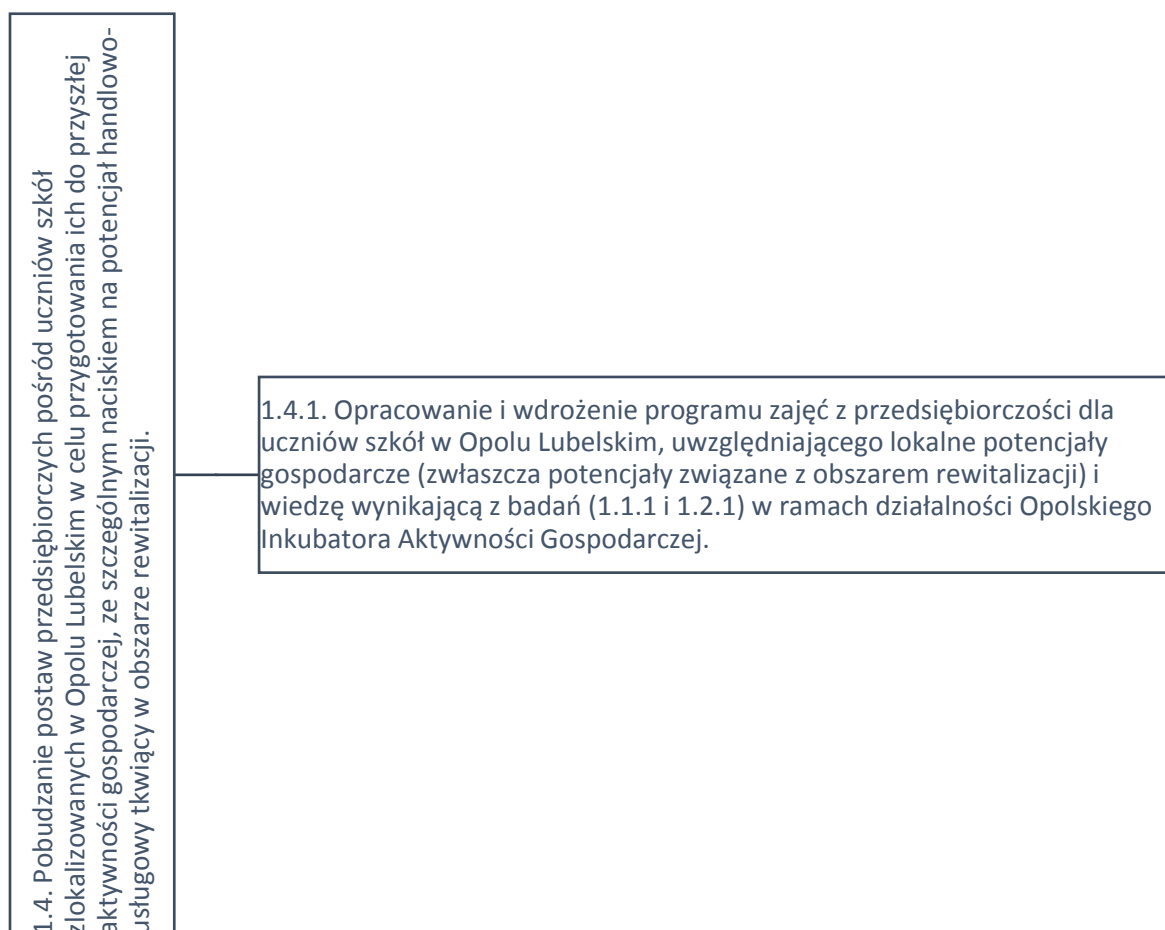 1.4. Pobudzanie postaw przedsiębiorczych pośród uczniów szkół
zlokalizowanych w Opolu Lubelskim w celu przygotowania ich do przyszłej
aktywności gospodarczej, ze szczególnym naciskiem na potencjał handlowo-
usługowy tkwiący w obszarze rewitalizacji.
1.4.1. Opracowanie i wdrożenie programu zajęć z przedsiębiorczości dla
uczniów szkół w Opolu Lubelskim, uwzględniającego lokalne potencjały
gospodarcze (zwłaszcza potencjały związane z obszarem rewitalizacji) i
wiedzę wynikającą z badań (1.1.1 i 1.2.1) w ramach działalności Opolskiego
Inkubatora Aktywności Gospodarczej.